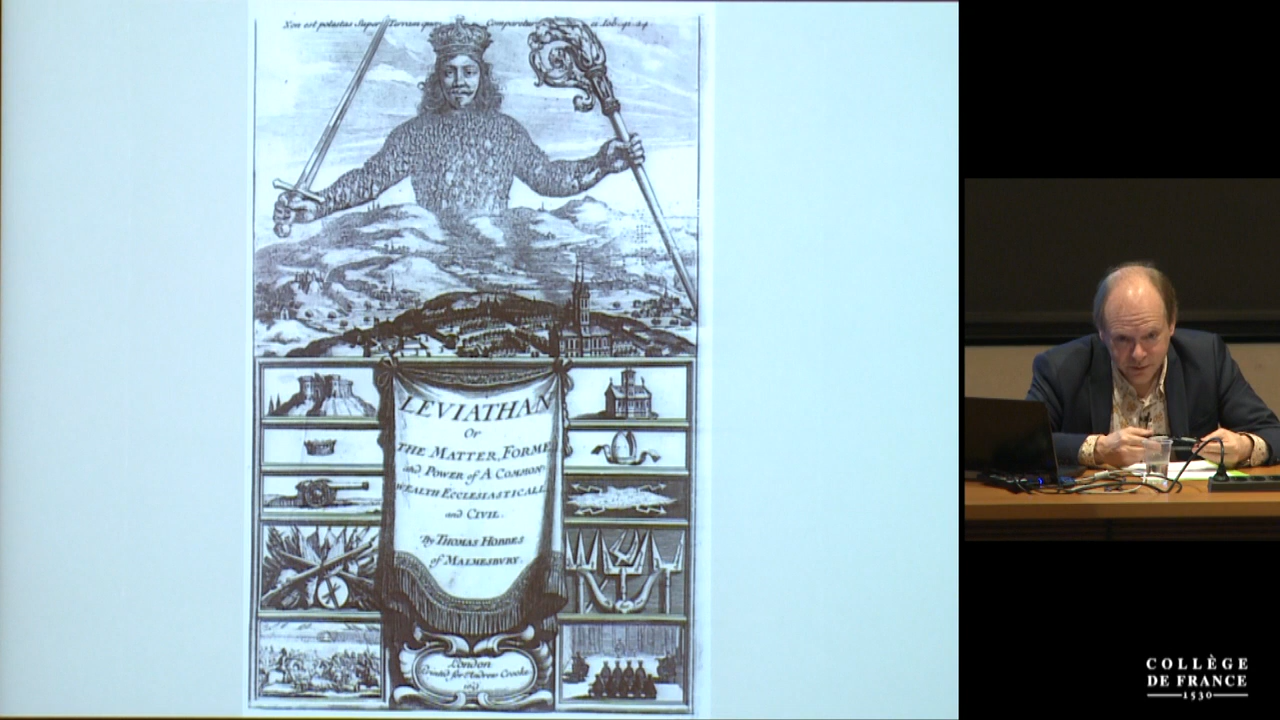 Non est potestas Super Terram quæ Comparetur ei Iob. 41. 24
LEVIATHAN
Or
THE MATTER, FORME
and POWER of A COMMON-
WEALTH ECCLESIASTICALL
and CIVIL.
By THOMAS HOBBES
of MALMESBURY.
London
Printed for Andrew Crooke
1651
COLLÈGE
DE FRANCE
1530